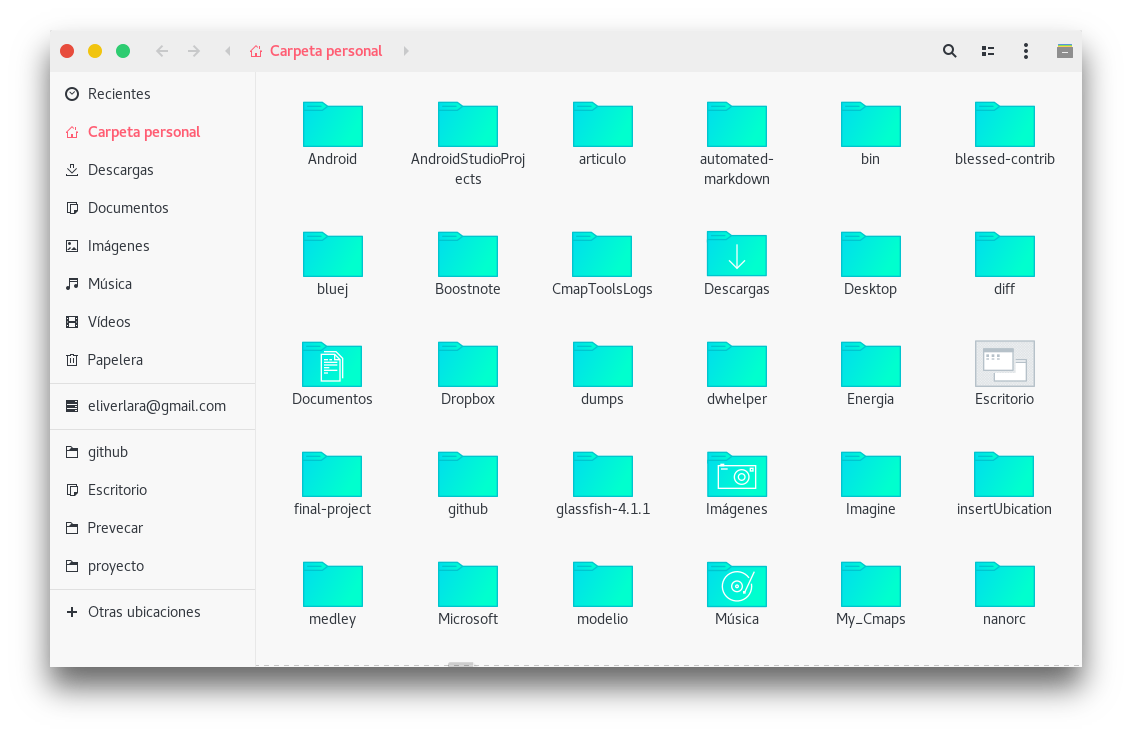 Carpeta personal
Recientes
Carpeta personal
Descargas
Documentos
Imágenes
Música
Vídeos
Papelera
eliverlara@gmail.com
github
Escritorio
Prevecar
proyecto
Otras ubicaciones
Android
AndroidStudioProj
ects
articulo
automated-
markdown
bin
blessed-contrib
bluej
Boostnote
CmapToolsLogs
Descargas
Desktop
diff
Documentos
Dropbox
dumps
dwhelper
Energia
Escritorio
final-project
github
glassfish-4.1.1
Imágenes
Imagine
insertUbication
medley
Microsoft
modelio
Música
My_Cmaps
nanorc